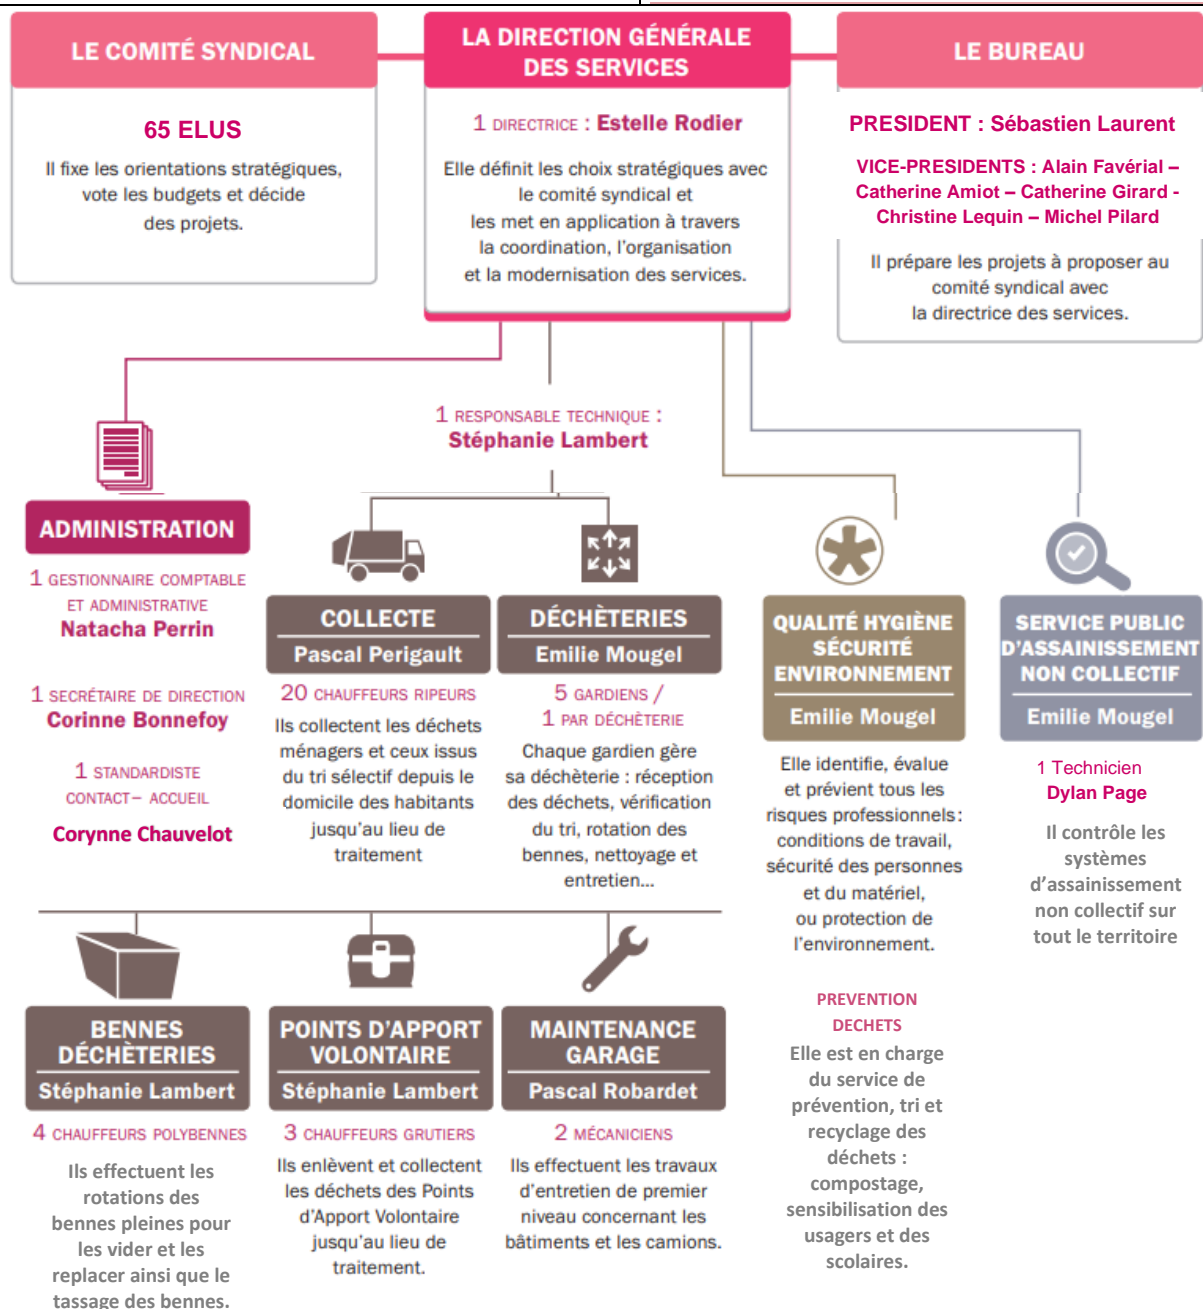 LE COMITÉ SYNDICAL
65 ELUS
Il fixe les orientations stratégiques,
vote les budgets et décide
des projets.
LA DIRECTION GÉNÉRALE
DES SERVICES
1 DIRECTRICE : Estelle Rodier
Elle définit les choix stratégiques avec
le comité syndical et
les met en application à travers
la coordination, l'organisation
et la modernisation des services.
LE BUREAU
PRESIDENT : Sébastien Laurent
VICE-PRESIDENTS : Alain Favérial –
Catherine Amiot – Catherine Girard -
Christine Lequin – Michel Pilard
Il prépare les projets à proposer au
comité syndical avec
la directrice des services.
1 RESPONSABLE TECHNIQUE :
Stéphanie Lambert
ADMINISTRATION
1 GESTIONNAIRE COMPTABLE
ET ADMINISTRATIVE
Natacha Perrin
1 SECRÉTAIRE DE DIRECTION
Corinne Bonnefoy
1 STANDARDISTE
CONTACT– ACCUEIL
Corynne Chauvelot
COLLECTE
Pascal Perigault
20 CHAUFFEURS RIPEURS
Ils collectent les déchets
ménagers et ceux issus
du tri sélectif depuis le
domicile des habitants
jusqu'au lieu de
traitement
DÉCHÈTERIES
Emilie Mougel
5 GARDIENS /
1 PAR DÉCHÈTERIE
Chaque gardien gère
sa déchèterie : réception
des déchets, vérification
du tri, rotation des
bennes, nettoyage et
entretien...
QUALITÉ HYGIÈNE
SÉCURITÉ
ENVIRONNEMENT
Emilie Mougel
Elle identifie, évalue
et prévient tous les
risques professionnels :
conditions de travail,
sécurité des personnes
et du matériel,
ou protection de
l'environnement.
PREVENTION
DECHETS
Elle est en charge
du service de
prévention, tri et
recyclage des
déchets :
compostage,
sensibilisation des
usagers et des
scolaires.
SERVICE PUBLIC
D'ASSAINISSEMENT
NON COLLECTIF
Emilie Mougel
1 Technicien
Dylan Page
Il contrôle les
systèmes
d'assainissement
non collectif sur
tout le territoire
BENNES
DÉCHÈTERIES
Stéphanie Lambert
4 CHAUFFEURS POLYBENNES
Ils effectuent les
rotations des
bennes pleines pour
les vider et les
replacer ainsi que le
tassage des bennes.
POINTS D'APPORT
VOLONTAIRE
Stéphanie Lambert
3 CHAUFFEURS GRUTIERS
Ils enlèvent et collectent
les déchets des Points
d'Apport Volontaire
jusqu'au lieu de
traitement.
MAINTENANCE
GARAGE
Pascal Robardet
2 MÉCANICIENS
Ils effectuent les travaux
d'entretien de premier
niveau concernant les
bâtiments et les camions.